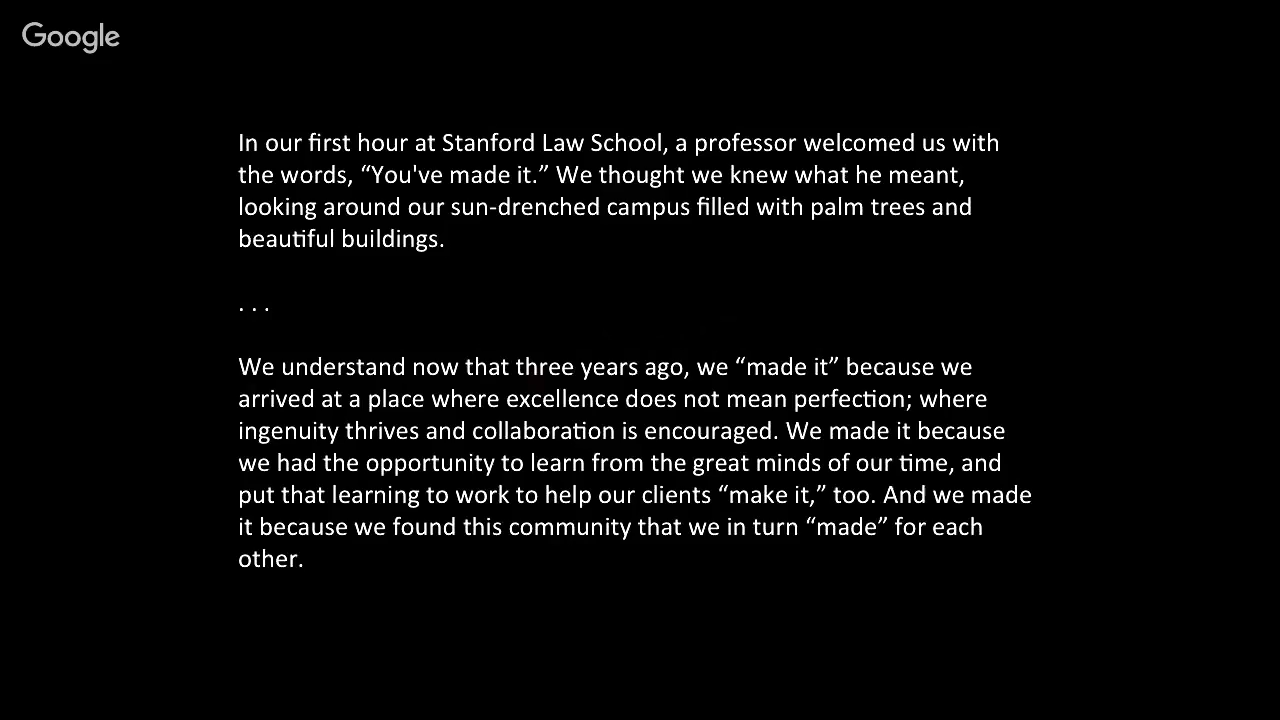 Google
In our first hour at Stanford Law School, a professor welcomed us with
the words, “You've made it.” We thought we knew what he meant,
looking around our sun-drenched campus filled with palm trees and
beautiful buildings.
. . .
We understand now that three years ago, we “made it” because we
arrived at a place where excellence does not mean perfection; where
ingenuity thrives and collaboration is encouraged. We made it because
we had the opportunity to learn from the great minds of our time, and
put that learning to work to help our clients “make it,” too. And we made
it because we found this community that we in turn “made” for each
other.